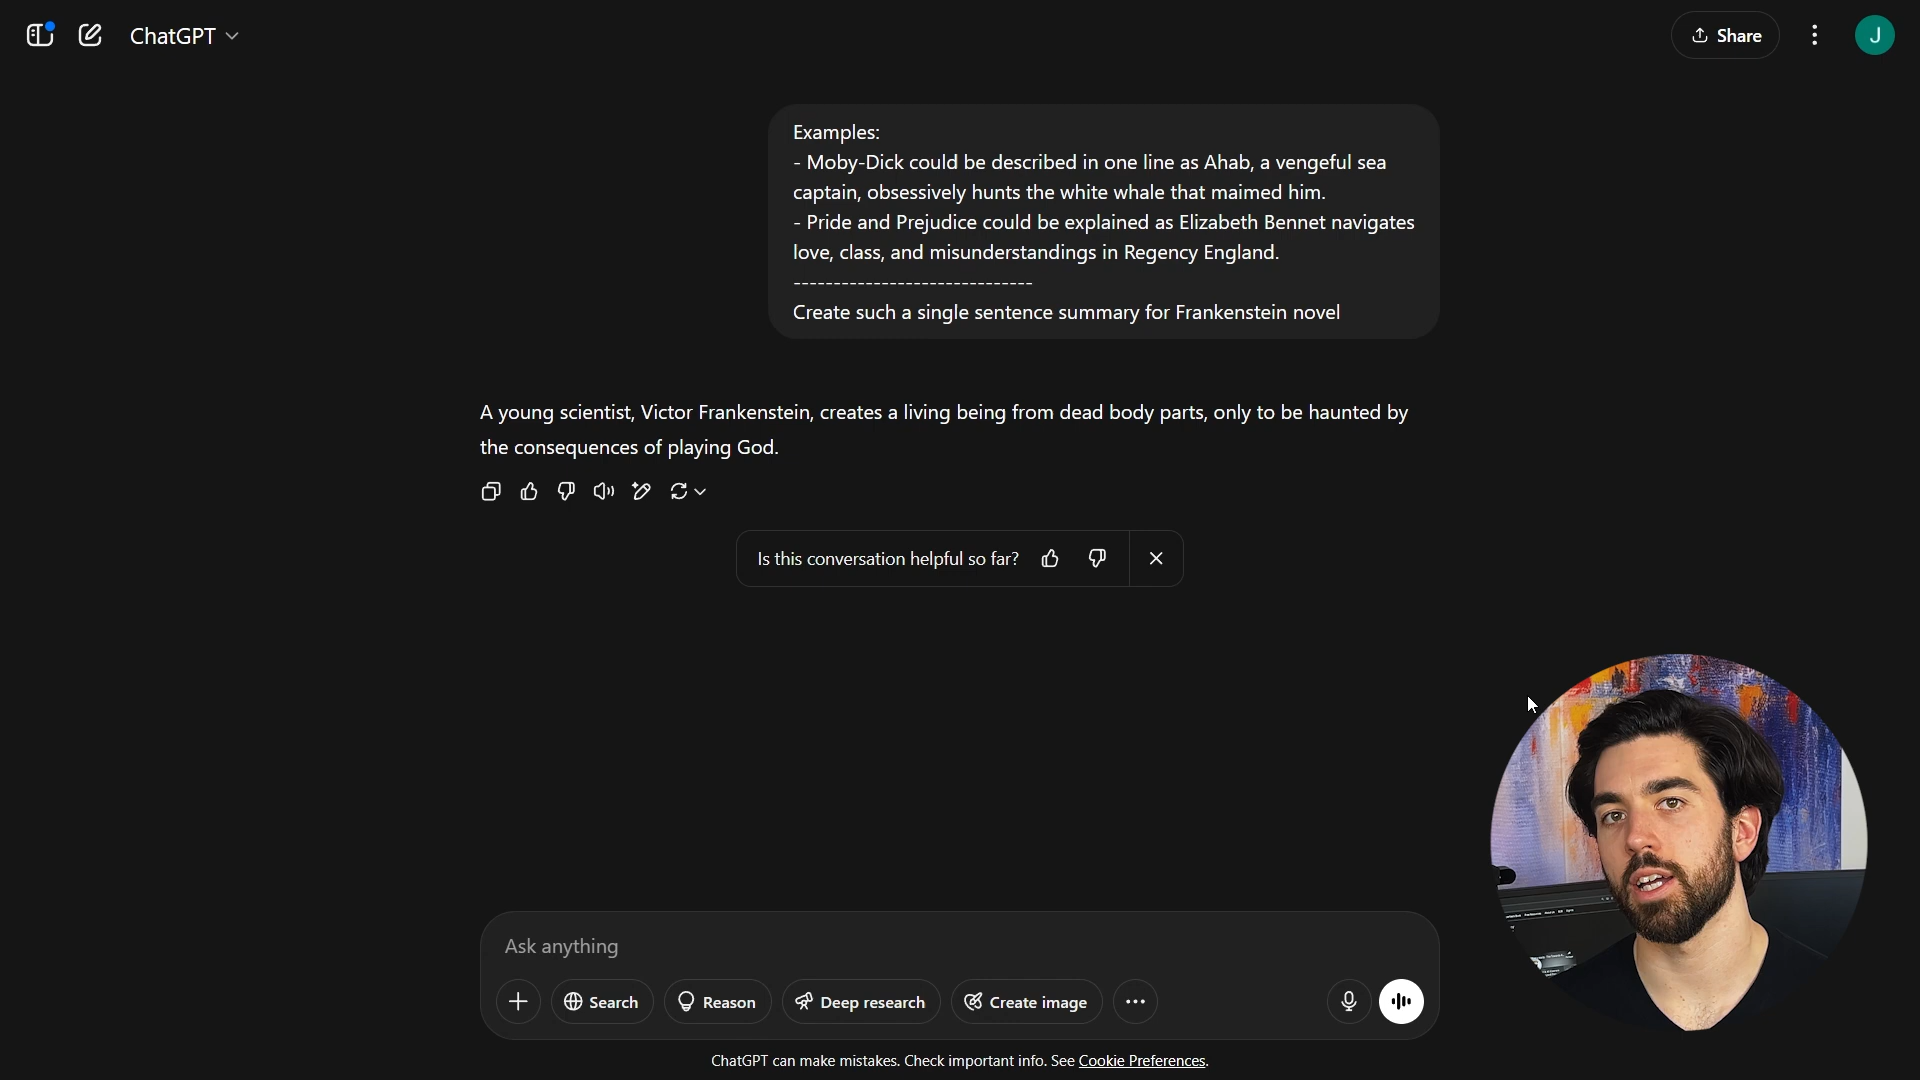 ChatGPT
Share
J
Examples:
- Moby-Dick could be described in one line as Ahab, a vengeful sea
captain, obsessively hunts the white whale that maimed him.
- Pride and Prejudice could be explained as Elizabeth Bennet navigates
love, class, and misunderstandings in Regency England.
------------------------------
Create such a single sentence summary for Frankenstein novel
A young scientist, Victor Frankenstein, creates a living being from dead body parts, only to be haunted by
the consequences of playing God.
Is this conversation helpful so far?
Ask anything
Search
Reason
Deep research
Create image
ChatGPT can make mistakes. Check important info. See Cookie Preferences.